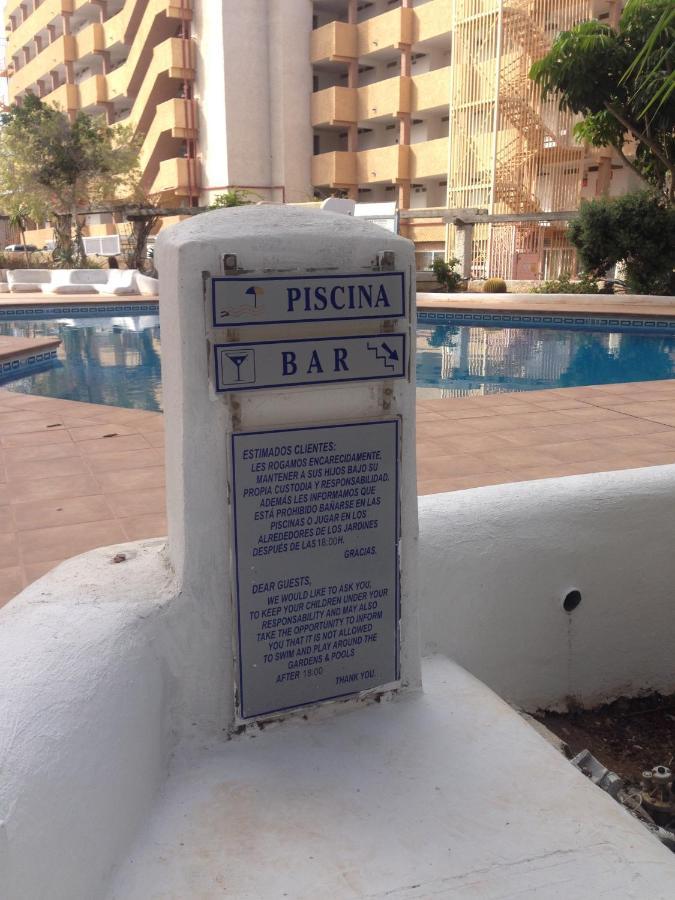 PISCINA
BAR
ESTIMADOS CLIENTES:
LES ROGAMOS ENCARECIDAMENTE,
MANTENER A SUS HIJOS BAJO SU
PROPIA CUSTODIA Y RESPONSABILIDAD.
ADEMÁS LES INFORMAMOS QUE
ESTÁ PROHIBIDO BAÑARSE EN LAS
PISCINAS O JUGAR EN LOS
ALREDEDORES DE LOS JARDINES
DESPUÉS DE LAS 18:00H.
GRACIAS.
DEAR GUESTS,
WE WOULD LIKE TO ASK YOU,
TO KEEP YOUR CHILDREN UNDER YOUR
RESPONSABILITY AND MAY ALSO
TAKE THE OPPORTUNITY TO INFORM
YOU THAT IT IS NOT ALLOWED
TO SWIM AND PLAY AROUND THE
GARDENS & POOLS
AFTER 18:00
THANK YOU.